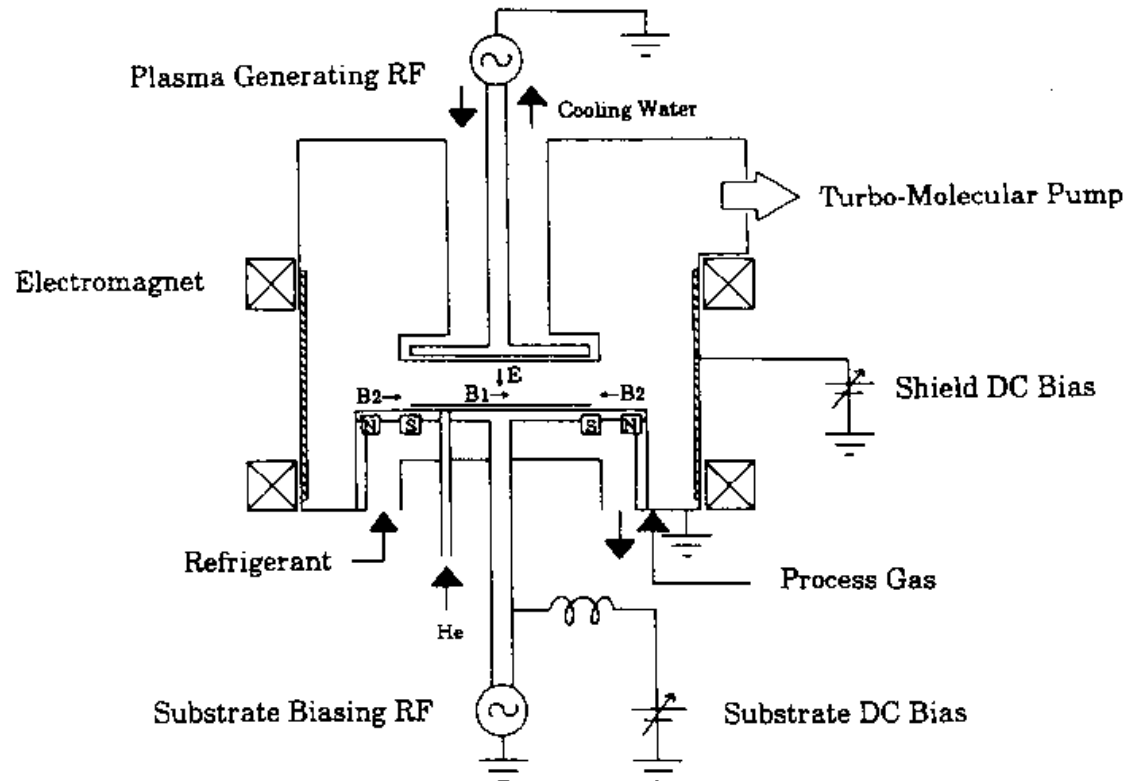 Plasma Generating RF
Cooling Water
Turbo-Molecular Pump
Electromagnet
E
B2
B1
B2
Shield DC Bias
N
S
S
N
Refrigerant
Process Gas
He
Substrate Biasing RF
Substrate DC Bias